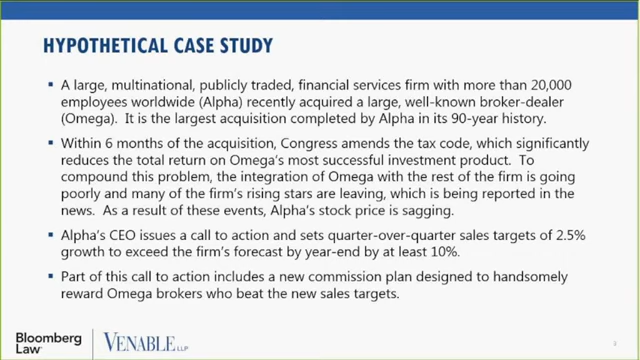 HYPOTHETICAL CASE STUDY
▪ A large, multinational, publicly traded, financial services firm with more than 20,000
employees worldwide (Alpha) recently acquired a large, well-known broker-dealer
(Omega). It is the largest acquisition completed by Alpha in its 90-year history.
▪ Within 6 months of the acquisition, Congress amends the tax code, which significantly
reduces the total return on Omega's most successful investment product. To
compound this problem, the integration of Omega with the rest of the firm is going
poorly and many of the firm's rising stars are leaving, which is being reported in the
news. As a result of these events, Alpha's stock price is sagging.
▪ Alpha's CEO issues a call to action and sets quarter-over-quarter sales targets of 2.5%
growth to exceed the firm's forecast by year-end by at least 10%.
▪ Part of this call to action includes a new commission plan designed to handsomely
reward Omega brokers who beat the new sales targets.
Bloomberg
Law®
VENABLE LLP